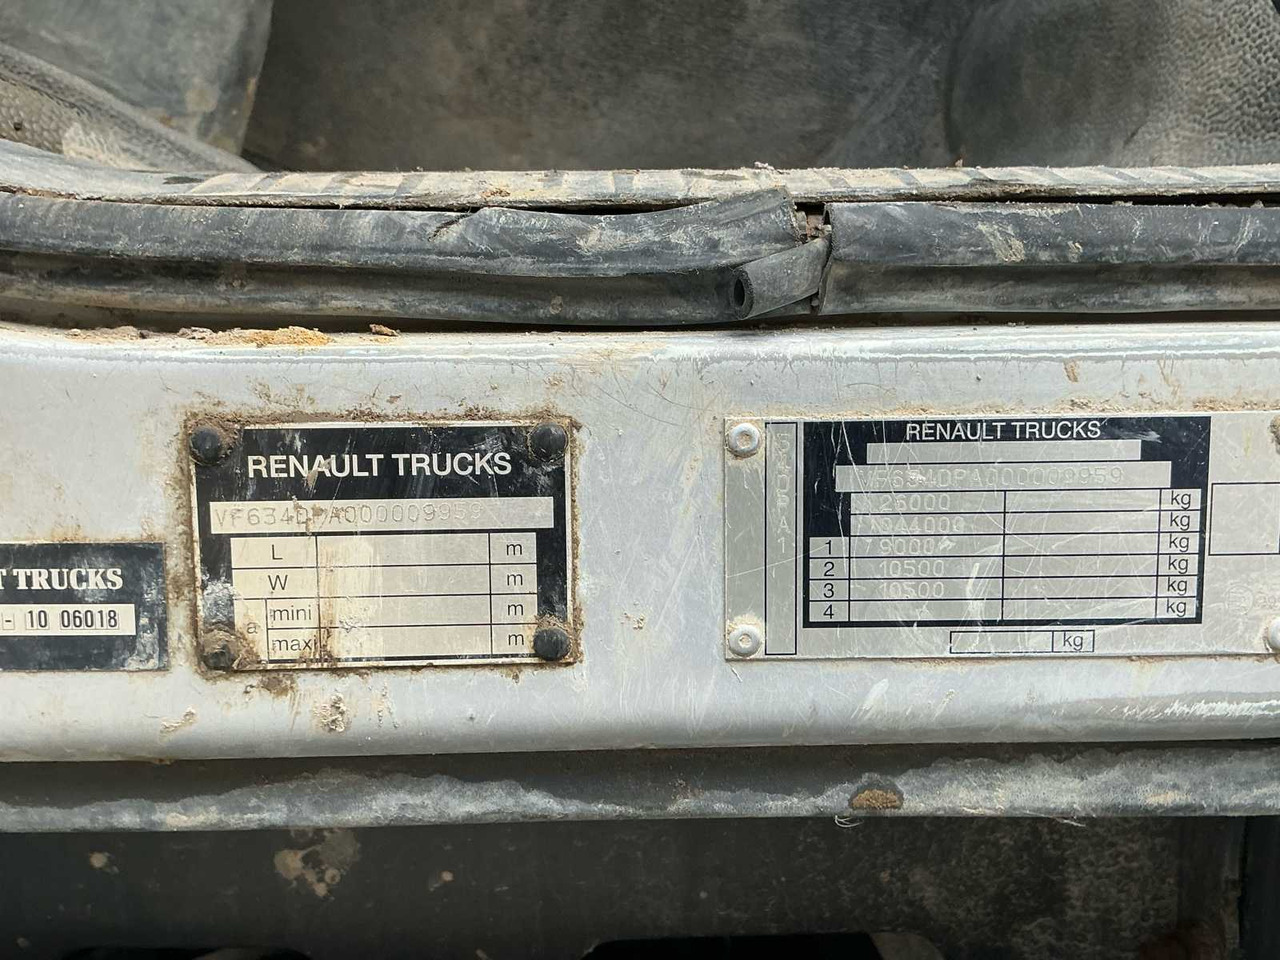 T TRUCKS
- 10 06018
RENAULT TRUCKS
VF634DPA00000995
L m
W m
a mini m
maxi m
RENAULT TRUCKS
VF634DPA000009959
26000 kg
44000 kg
1 9000 kg
2 10500 kg
3 10500 kg
4 kg
kg